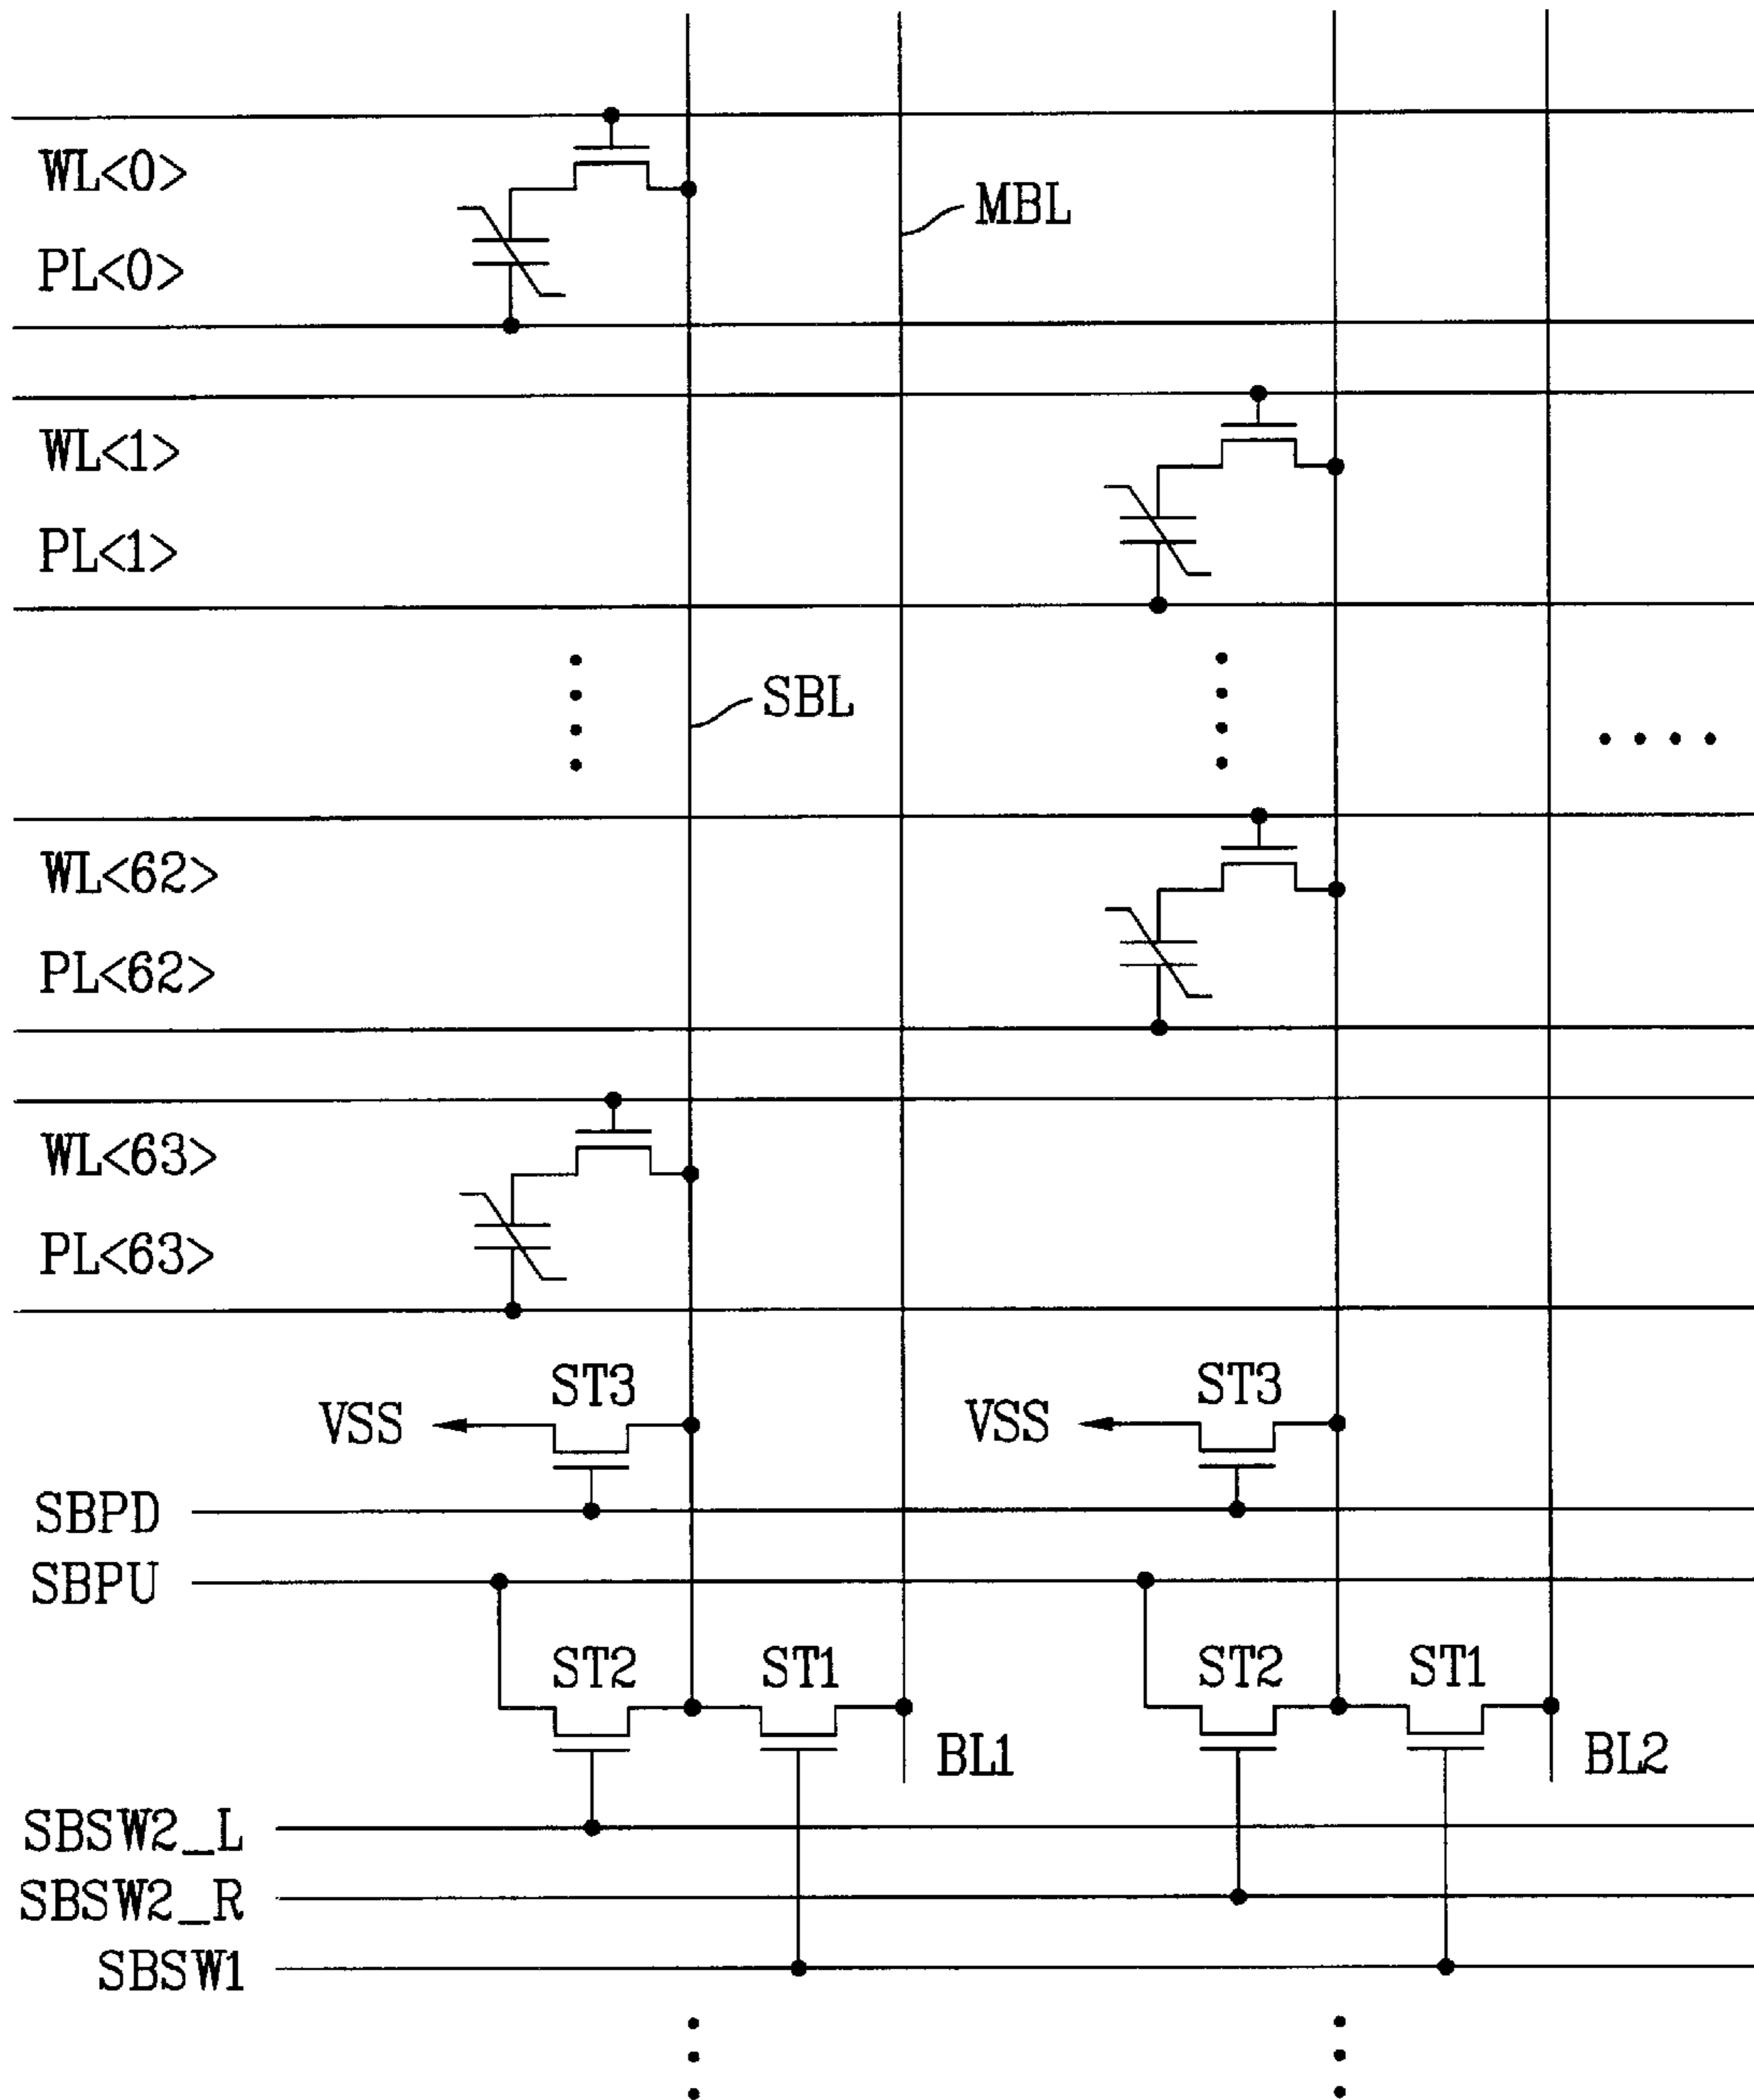 WL<0>
MBL
PL<0>
WL<1>
PL<1>
SBL
WL<62>
PL<62>
WL<63>
PL<63>
ST3
ST3
VSS
VSS
SBPD
SBPU
ST2
ST1
ST2
ST1
BL1
BL2
SBSW2_L
SBSW2_R
SBSW1